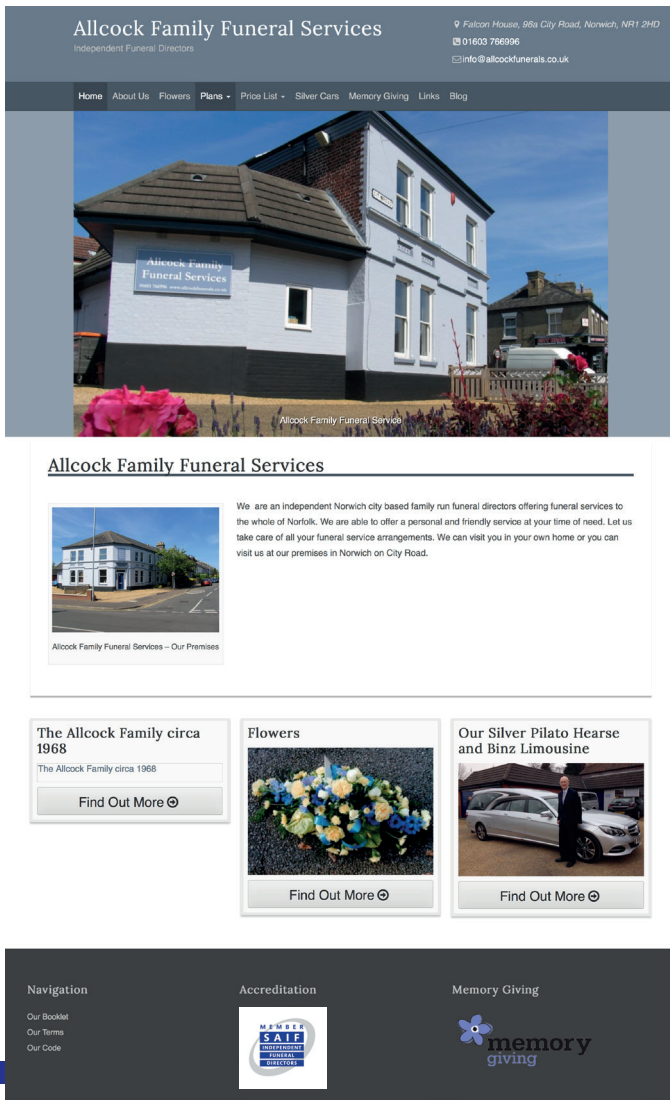 Allcock Family Funeral Services
Independent Funeral Directors
Falcon House, 96a City Road, Norwich, NR1 2HD
01603 766996
info@allcockfunerals.co.uk
Home About Us Flowers Plans Price List Silver Cars Memory Giving Links Blog
Allcock Family
Funeral Services
01603 766996 www.allcockfunerals.co.uk
Allcock Family Funeral Service
Allcock Family Funeral Services
We are an independent Norwich city based family run funeral directors offering funeral services to
the whole of Norfolk. We are able to offer a personal and friendly service at your time of need. Let us
take care of all your funeral service arrangements. We can visit you in your own home or you can
visit us at our premises in Norwich on City Road.
Allcock Family Funeral Services – Our Premises
The Allcock Family circa
1968
The Allcock Family circa 1968
Find Out More
Flowers
Find Out More
Our Silver Pilato Hearse
and Binz Limousine
Find Out More
Navigation
Our Booklet
Our Terms
Our Code
Accreditation
MEMBER
SAIF
INDEPENDENT
FUNERAL
DIRECTORS
Memory Giving
memory
giving